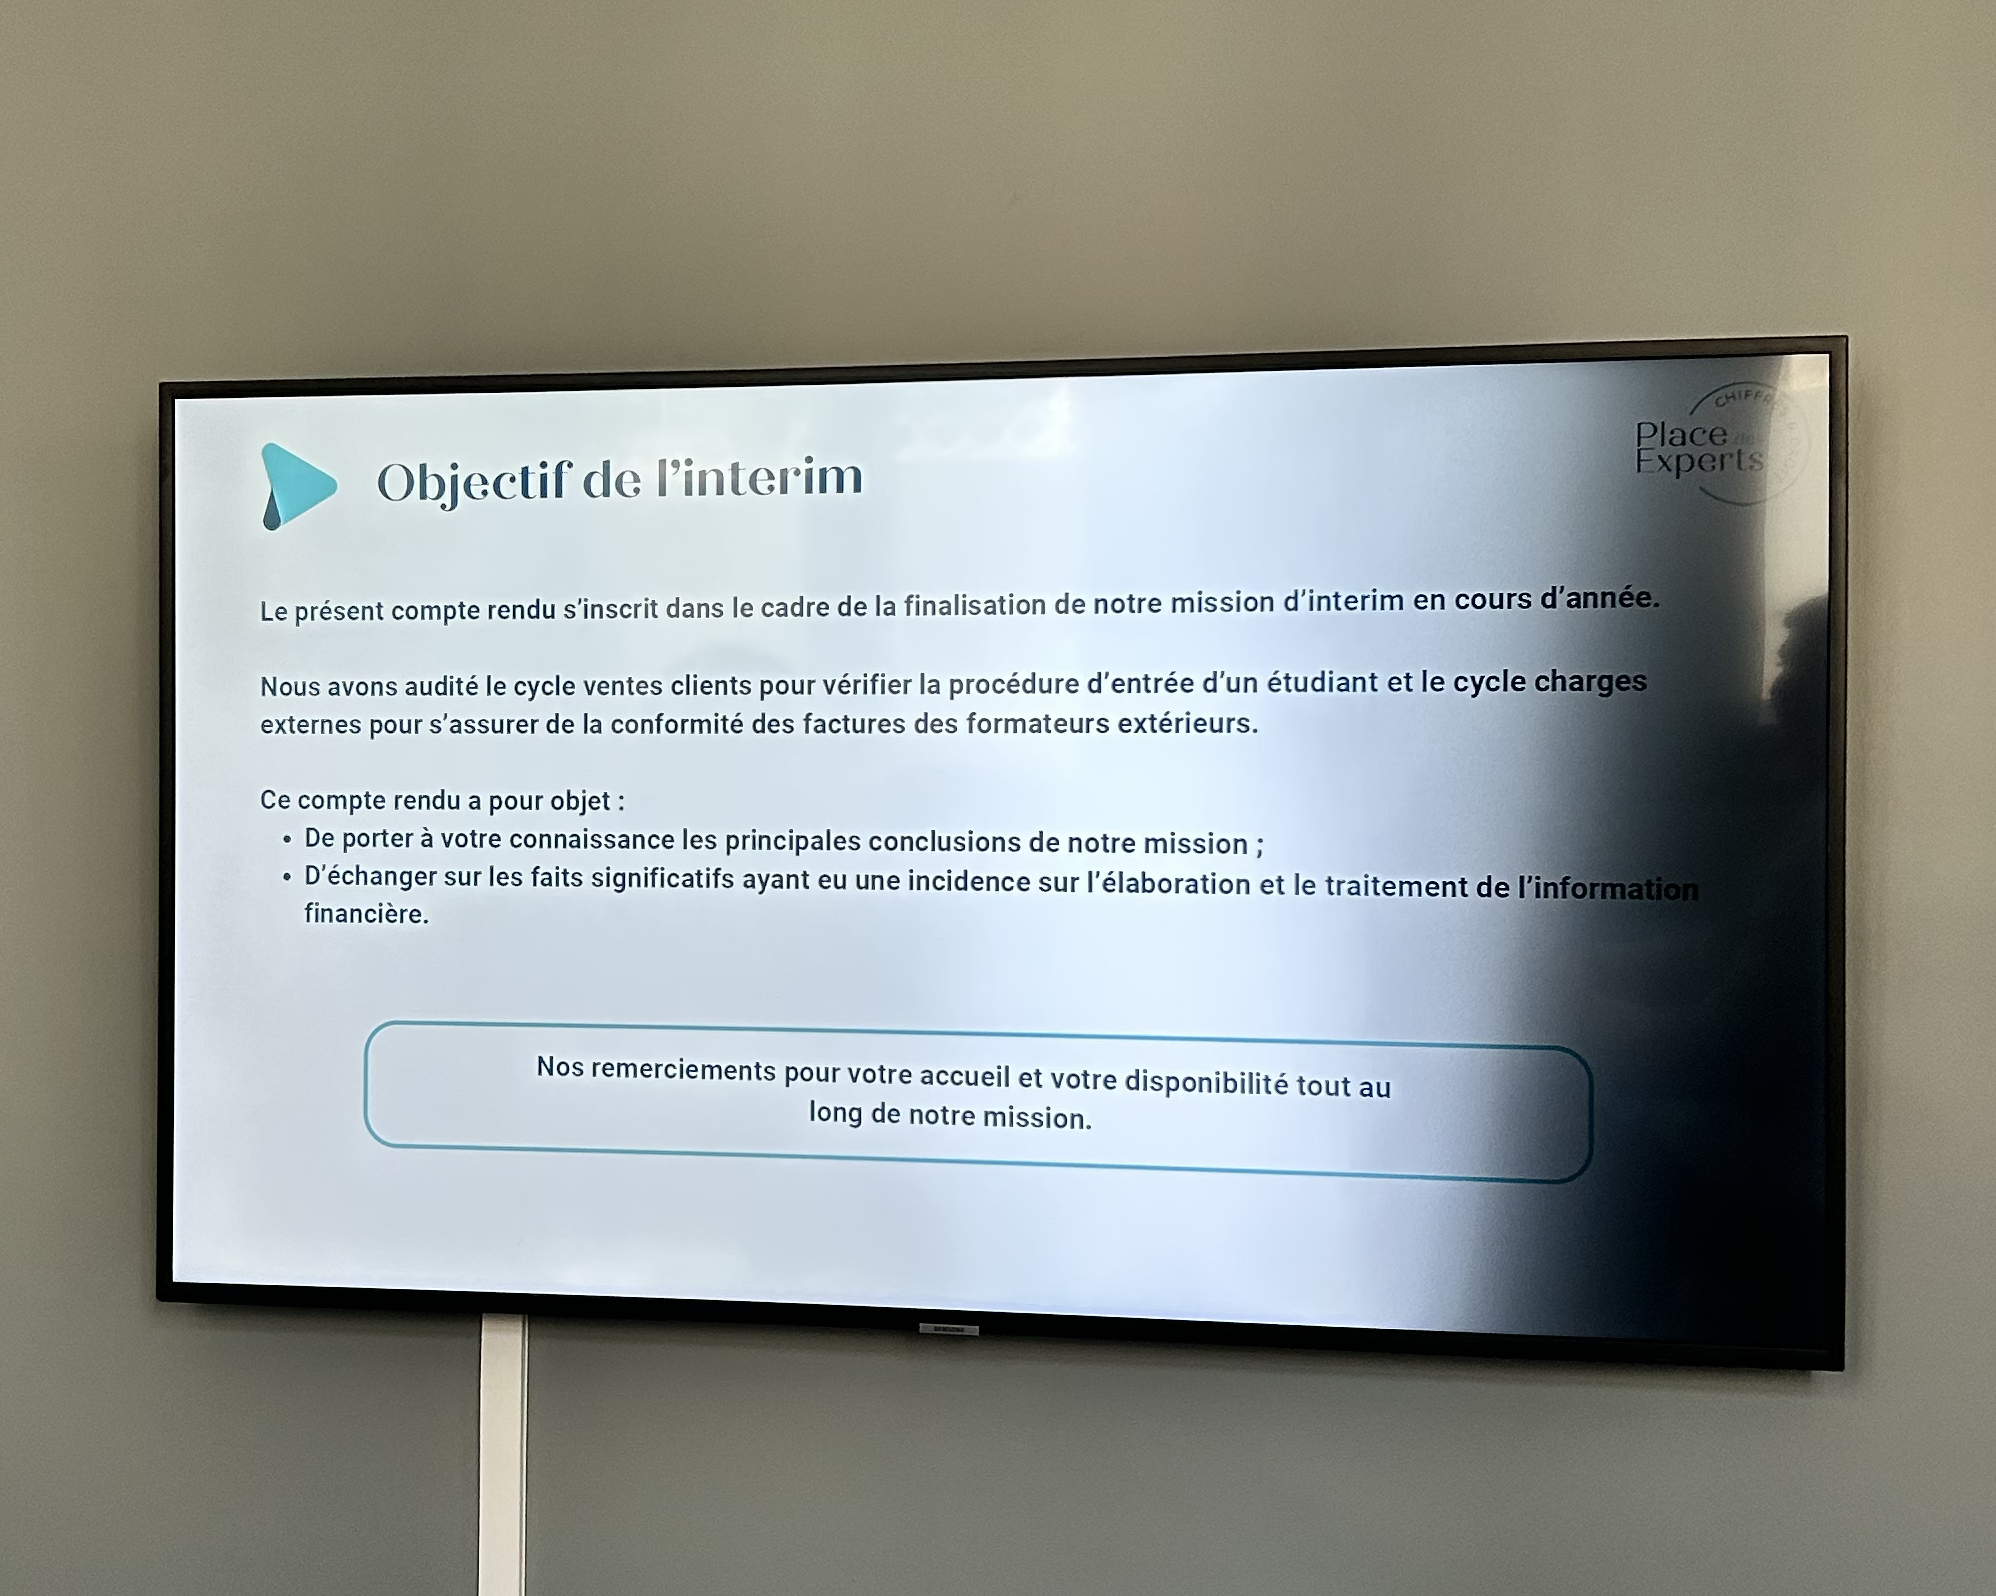 Objectif de l'interim
CHIFFR
Place des
Experts
Le présent compte rendu s'inscrit dans le cadre de la finalisation de notre mission d'interim en cours d'année.
Nous avons audité le cycle ventes clients pour vérifier la procédure d'entrée d'un étudiant et le cycle charges
externes pour s'assurer de la conformité des factures des formateurs extérieurs.
Ce compte rendu a pour objet :
• De porter à votre connaissance les principales conclusions de notre mission ;
• D'échanger sur les faits significatifs ayant eu une incidence sur l'élaboration et le traitement de l'information
financière.
Nos remerciements pour votre accueil et votre disponibilité tout au
long de notre mission.